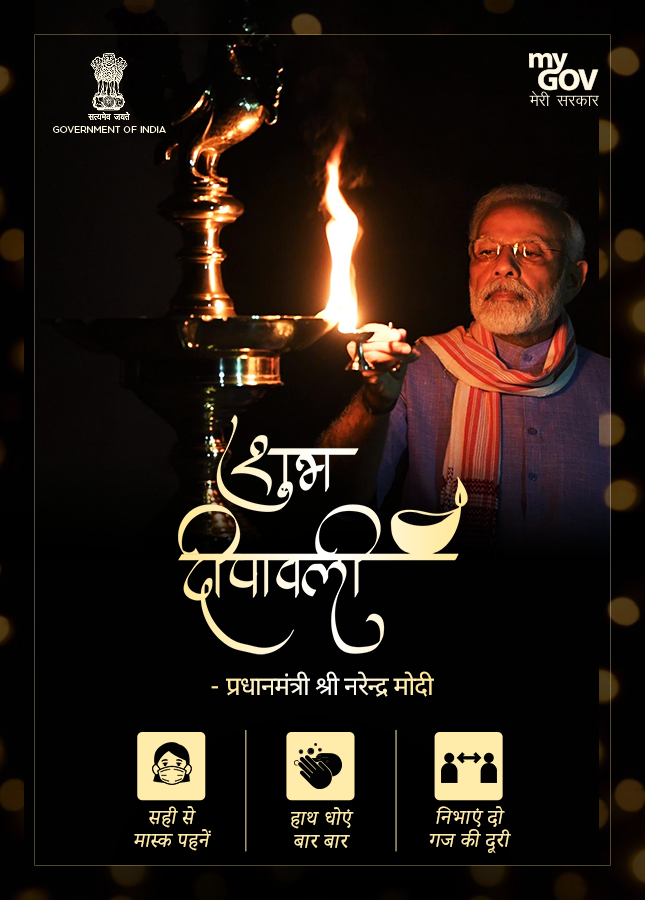 सत्यमेव जयते
GOVERNMENT OF INDIA
my
GOV
मेरी सरकार
शुभ
दीपावली
- प्रधानमंत्री श्री नरेन्द्र मोदी
सही से
मास्क पहनें
हाथ धोएं
बार बार
निभाएं दो
गज की दूरी